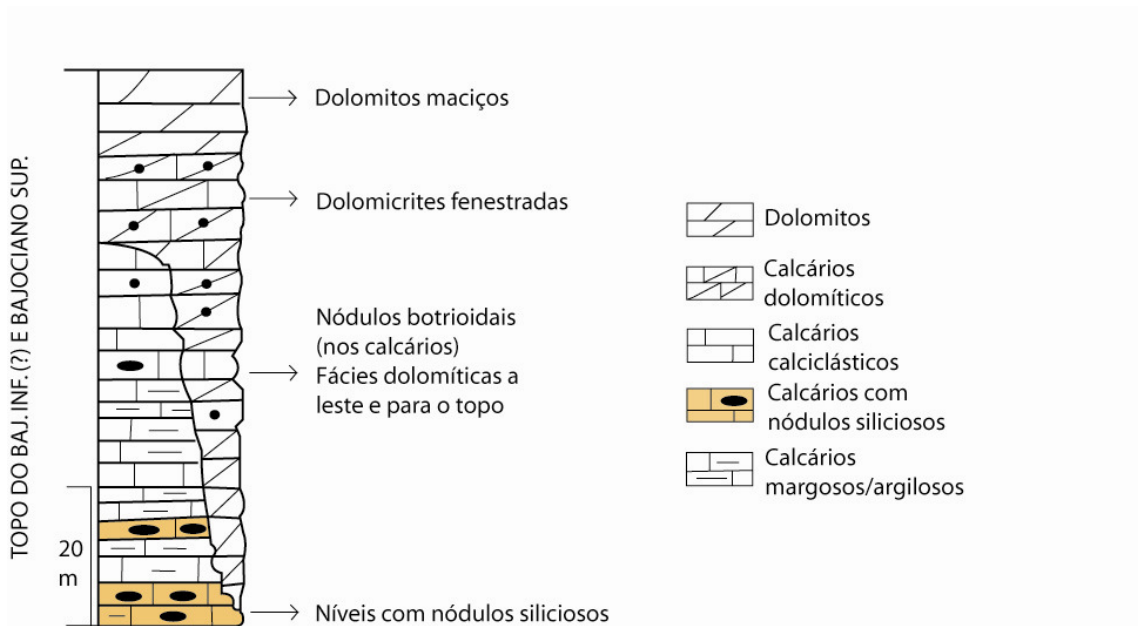 TOPO DO BAJ. INF. (?) E BAJOCIANO SUP.
20
m
Dolomitos maciços
Dolomicrites fenestradas
Nódulos botrioidais
(nos calcários)
Fácies dolomíticas a
leste e para o topo
Níveis com nódulos siliciosos
Dolomitos
Calcários
dolomíticos
Calcários
calciclásticos
Calcários com
nódulos siliciosos
Calcários
margosos/argilosos